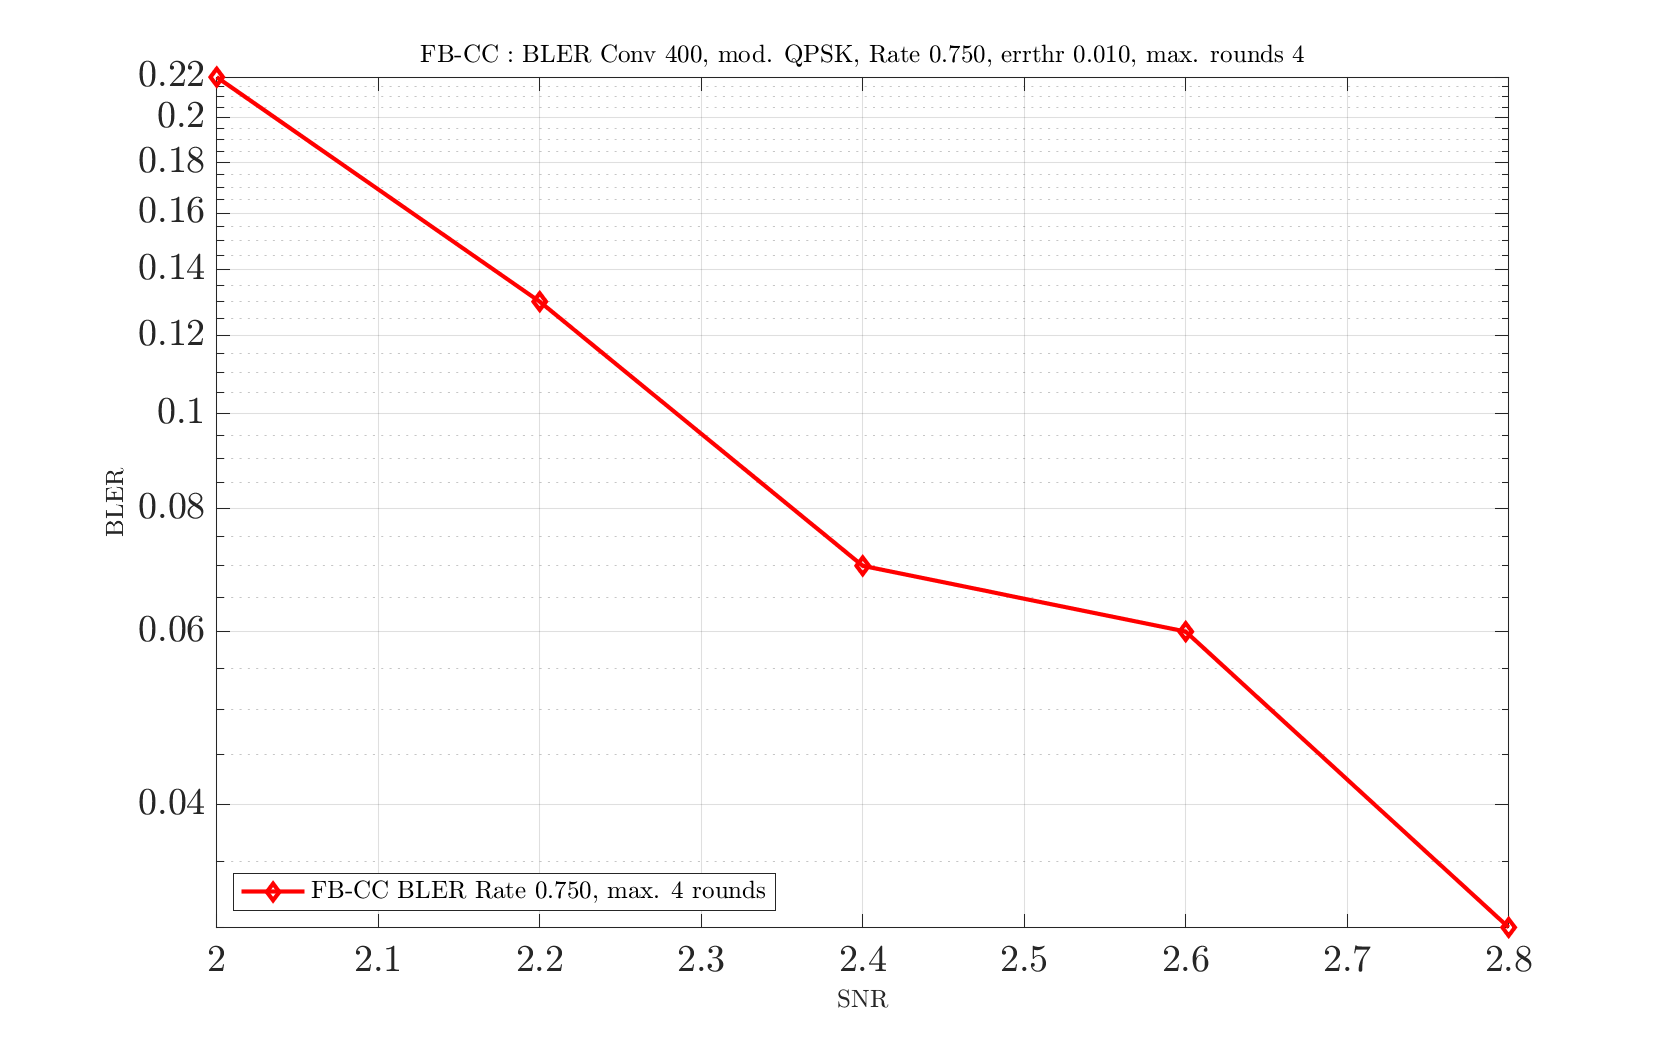 FB-CC : BLER Conv 400, mod. QPSK, Rate 0.750, errthr 0.010, max. rounds 4
0.22
0.2
0.18
0.16
0.14
0.12
0.1
0.08
0.06
0.04
BLER
FB-CC BLER Rate 0.750, max. 4 rounds
2 2.1 2.2 2.3 2.4 2.5 2.6 2.7 2.8
SNR